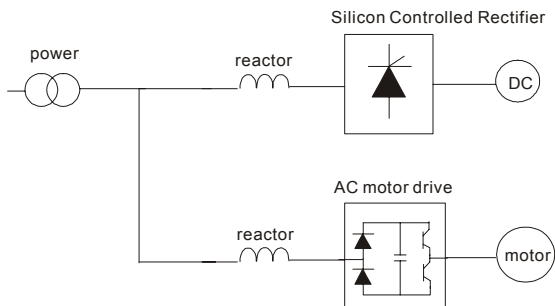 Silicon Controlled Rectifier
power
reactor
DC
AC motor drive
reactor
motor